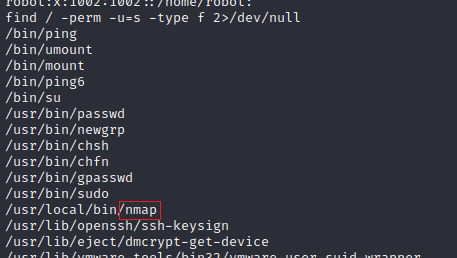 robot:x:1002:1002::/home/robot:
find / -perm -u=s -type f 2>/dev/null
/bin/ping
/bin/umount
/bin/mount
/bin/ping6
/bin/su
/usr/bin/passwd
/usr/bin/newgrp
/usr/bin/chsh
/usr/bin/chfn
/usr/bin/gpasswd
/usr/bin/sudo
/usr/local/bin/nmap
/usr/lib/openssh/ssh-keysign
/usr/lib/eject/dmcrypt-get-device
/usr/lib/vmware-tools/bin32/vmware-user-suid-wrapper